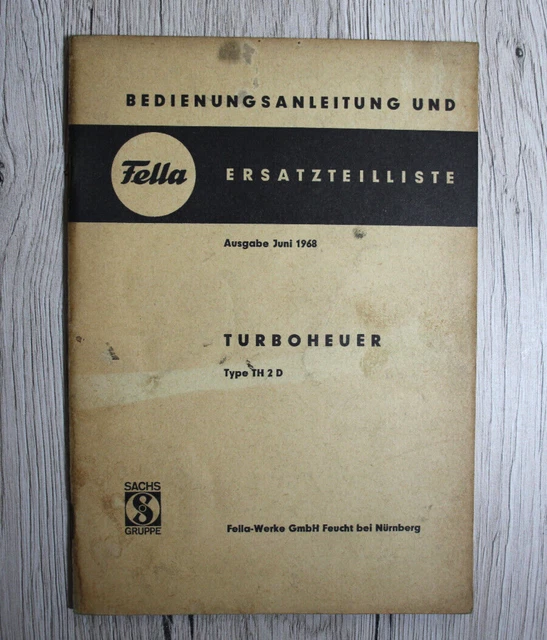 BEDIENUNGSANLEITUNG UND
Fella
ERSATZTEILLISTE
Ausgabe Juni 1968
TURBOHEUER
Type TH 2 D
SACHS
GRUPPE
Fella-Werke GmbH Feucht bei Nürnberg